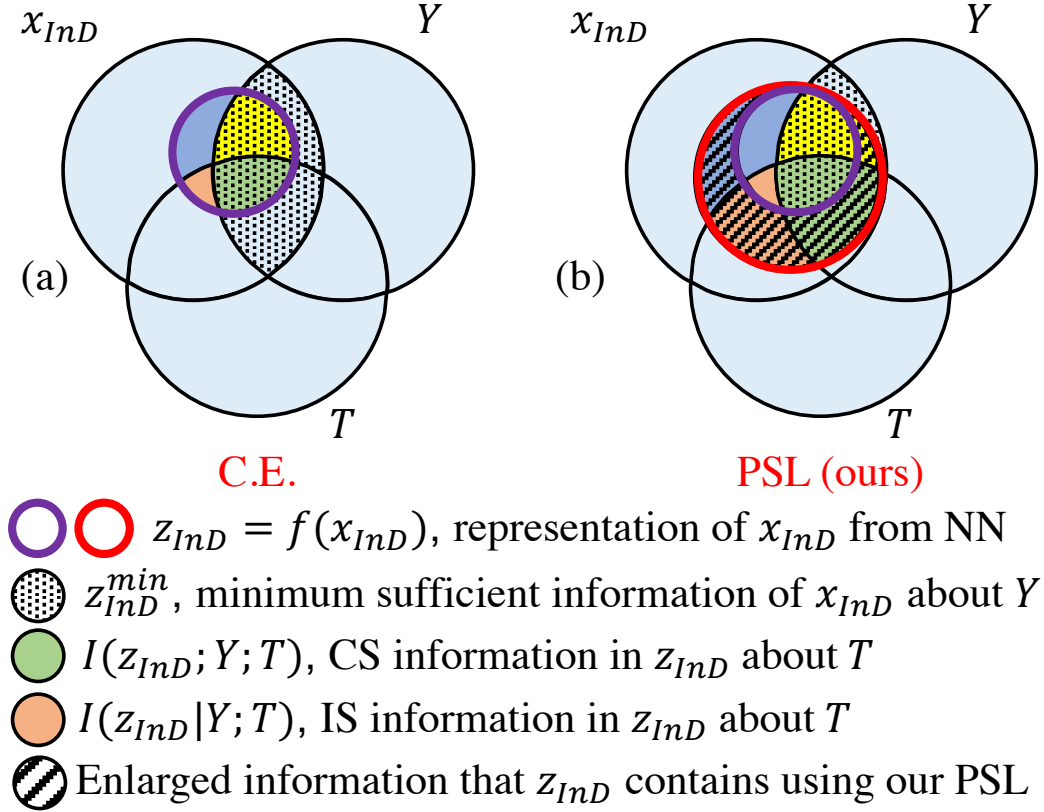 x_{InD} Y x_{InD} Y
(a) (b)
T T
C.E. PSL (ours)
z_{InD} = f(x_{InD}), representation of x_{InD} from NN
z_{InD}^{min}, minimum sufficient information of x_{InD} about Y
I(z_{InD}; Y; T), CS information in z_{InD} about T
I(z_{InD}|Y; T), IS information in z_{InD} about T
Enlarged information that z_{InD} contains using our PSL